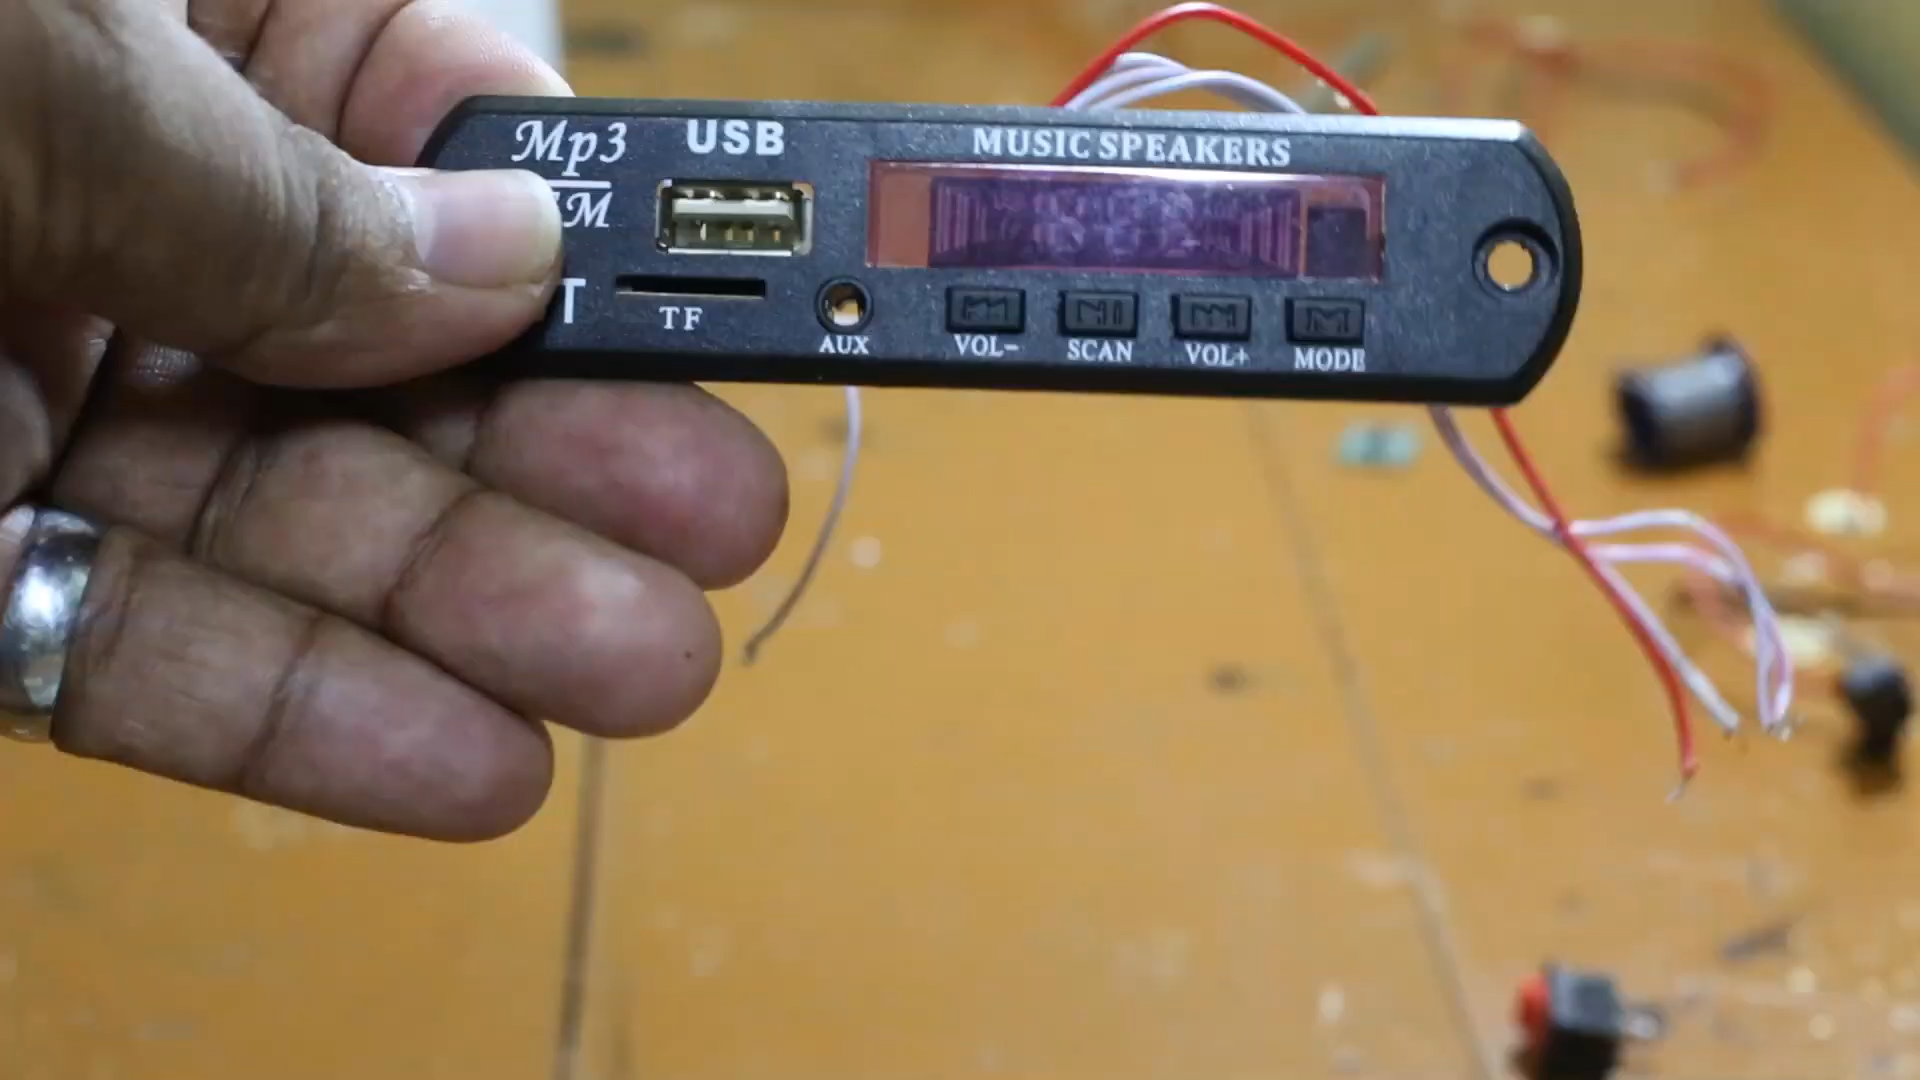 Mp3
USB
MUSIC SPEAKERS
TF
AUX
VOL-
SCAN
VOL+
MODE